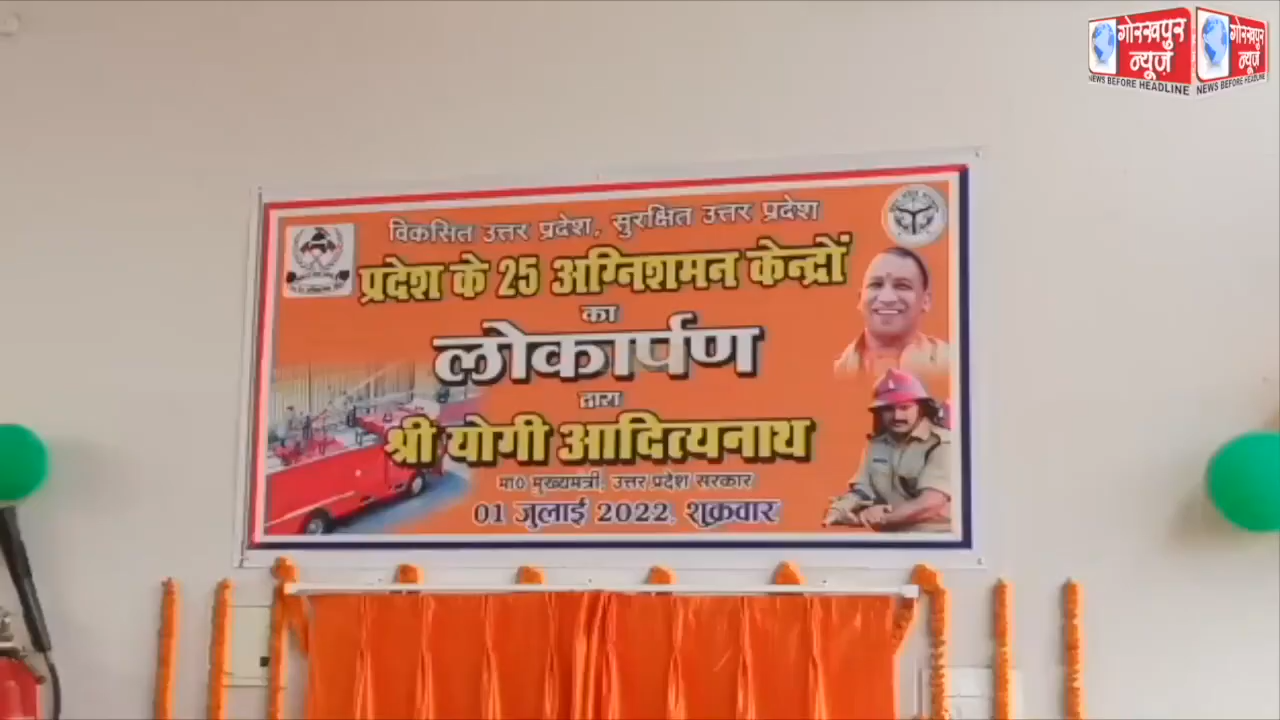 गोरखपुर गोरखपुर
न्यूज़ न्यूज़
NEWS BEFORE HEADLINE NEWS BEFORE HEADLINE
विकसित उत्तर प्रदेश, सुरक्षित उत्तर प्रदेश
प्रदेश के 25 अग्निशमन केन्द्रों
का
लोकार्पण
द्वारा
श्री योगी आदित्यनाथ
मा0 मुख्यमंत्री, उत्तर प्रदेश सरकार
01 जुलाई 2022, शुक्रवार